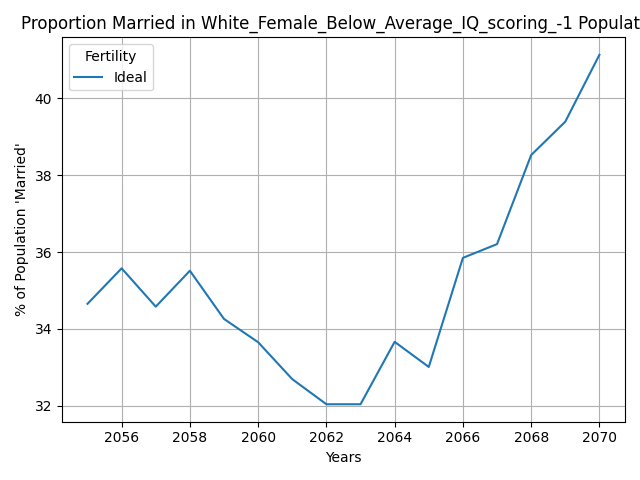 Proportion Married in White_Female_Below_Average_IQ_scoring_-1 Populat
Fertility
Ideal
% of Population 'Married'
40
38
36
34
32
2056 2058 2060 2062 2064 2066 2068 2070
Years